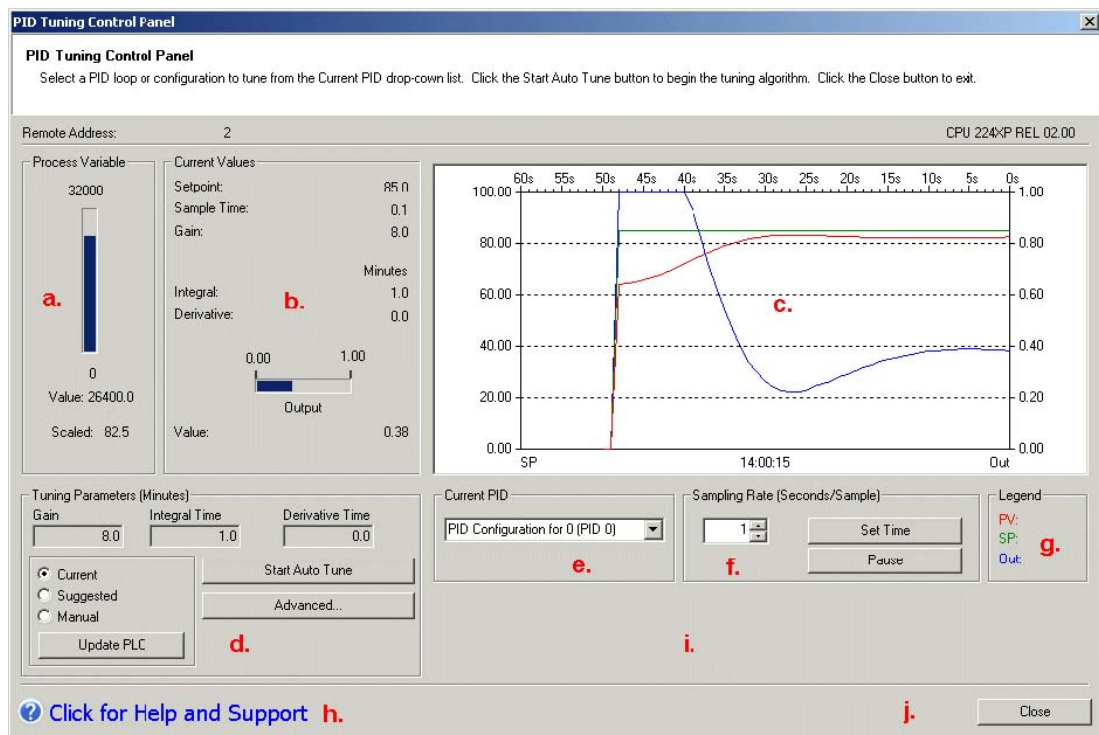 PID Tuning Control Panel
PID Tuning Control Panel
Select a PID loop or configuration to tune from the Current PID drop-down list. Click the Start Auto Tune button to begin the tuning algorithm. Click the Close button to exit.
Remote Address: 2 CPU 224XP REL 02.00
Process Variable
32000
a.
0
Value: 26400.0
Scaled: 82.5
Current Values
Setpoint: 85.0
Sample Time: 0.1
Gain: 8.0
Minutes
b.
Integral: 1.0
Derivative: 0.0
0.00 1.00
Output
Value: 0.38
60s 55s 50s 45s 40s 35s 30s 25s 20s 15s 10s 5s 0s
100.00 1.00
80.00 0.80
c.
60.00 0.60
40.00 0.40
20.00 0.20
0.00 0.00
SP 14:00:15 Out
Tuning Parameters (Minutes)
Gain Integral Time Derivative Time
8.0 1.0 0.0
Current
Suggested
Manual
Update PLC
Start Auto Tune
Advanced...
d.
Current PID
PID Configuration for 0 (PID 0)
e.
Sampling Rate (Seconds/Sample)
1 Set Time
f. Pause
Legend
PV:
SP:
Out:
g.
i.
Click for Help and Support h.
j. Close